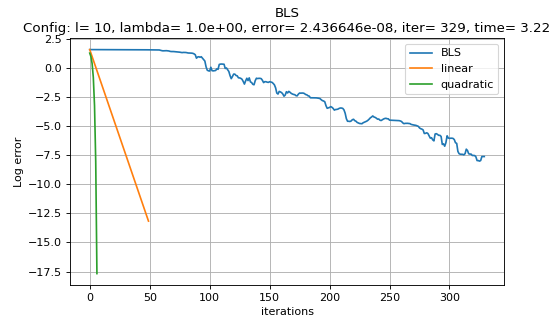 BLS
Config: l= 10, lambda= 1.0e+00, error= 2.436646e-08, iter= 329, time= 3.22
2.5
0.0
−2.5
−5.0
−7.5
−10.0
−12.5
−15.0
−17.5
Log error
BLS
linear
quadratic
0
50
100
150
200
250
300
iterations